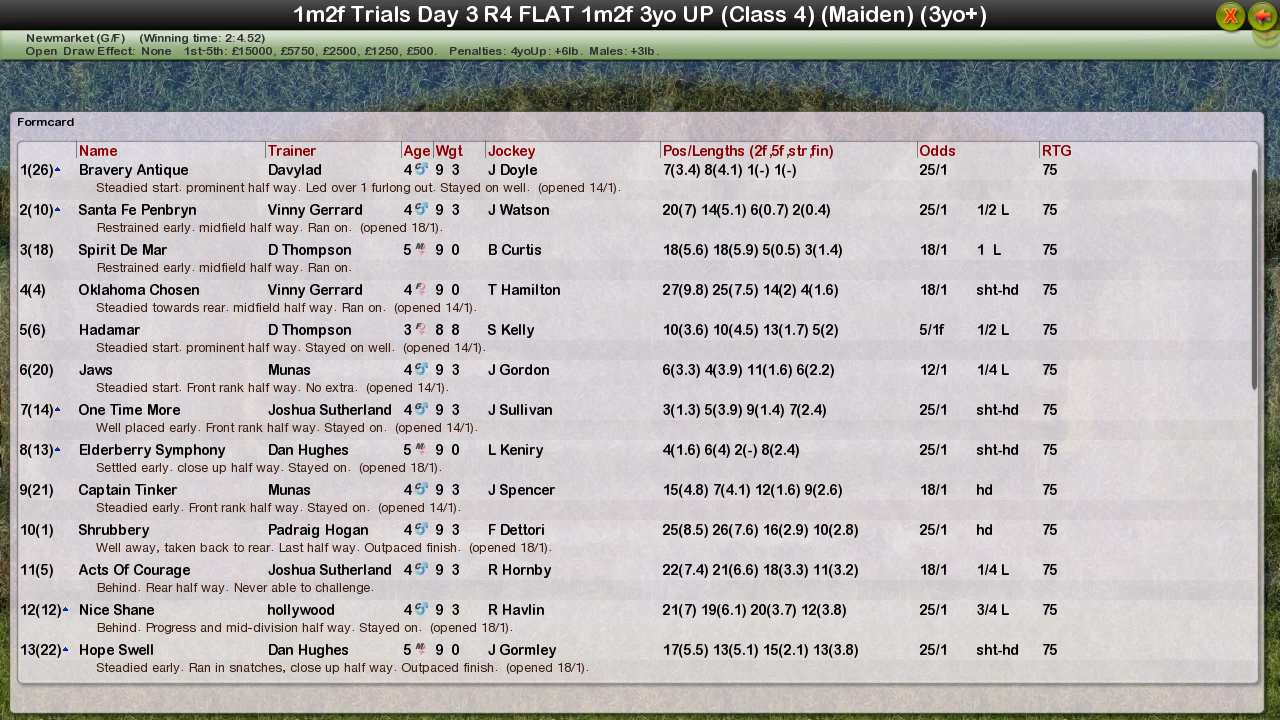 1m2f Trials Day 3 R4 FLAT 1m2f 3yo UP (Class 4) (Maiden) (3yo+)
Newmarket (G/F) (Winning time: 2:4.52)
Open Draw Effect: None 1st-5th: £15000, £5750, £2500, £1250, £500. Penalties: 4yoUp: +6lb. Males: +3lb.
Formcard
Name Trainer Age Wgt Jockey Pos/Lengths (2f,5f,str,fin) Odds RTG
1(26) Bravery Antique Davylad 4 9 3 J Doyle 7(3.4) 8(4.1) 1(-) 1(-) 25/1 75
Steadied start. prominent half way. Led over 1 furlong out. Stayed on well. (opened 14/1).
2(10) Santa Fe Penbryn Vinny Gerrard 4 9 3 J Watson 20(7) 14(5.1) 6(0.7) 2(0.4) 25/1 1/2 L 75
Restrained early. midfield half way. Ran on. (opened 18/1).
3(18) Spirit De Mar D Thompson 5 9 0 B Curtis 18(5.6) 18(5.9) 5(0.5) 3(1.4) 18/1 1 L 75
Restrained early. midfield half way. Ran on.
4(4) Oklahoma Chosen Vinny Gerrard 4 9 0 T Hamilton 27(9.8) 25(7.5) 14(2) 4(1.6) 18/1 sht-hd 75
Steadied towards rear. midfield half way. Ran on. (opened 14/1).
5(6) Hadamar D Thompson 3 8 8 S Kelly 10(3.6) 10(4.5) 13(1.7) 5(2) 5/1f 1/2 L 75
Steadied start. prominent half way. Stayed on well. (opened 14/1).
6(20) Jaws Munas 4 9 3 J Gordon 6(3.3) 4(3.9) 11(1.6) 6(2.2) 12/1 1/4 L 75
Steadied start. Front rank half way. No extra. (opened 14/1).
7(14) One Time More Joshua Sutherland 4 9 3 J Sullivan 3(1.3) 5(3.9) 9(1.4) 7(2.4) 25/1 sht-hd 75
Well placed early. Front rank half way. Stayed on. (opened 14/1).
8(13) Elderberry Symphony Dan Hughes 5 9 0 L Keniry 4(1.6) 6(4) 2(-) 8(2.4) 25/1 sht-hd 75
Settled early. close up half way. Stayed on. (opened 18/1).
9(21) Captain Tinker Munas 4 9 3 J Spencer 15(4.8) 7(4.1) 12(1.6) 9(2.6) 18/1 hd 75
Steadied early. Front rank half way. Stayed on. (opened 14/1).
10(1) Shrubbery Padraig Hogan 4 9 3 F Dettori 25(8.5) 26(7.6) 16(2.9) 10(2.8) 25/1 hd 75
Well away, taken back to rear. Last half way. Outpaced finish. (opened 18/1).
11(5) Acts Of Courage Joshua Sutherland 4 9 3 R Hornby 22(7.4) 21(6.6) 18(3.3) 11(3.2) 18/1 1/4 L 75
Behind. Rear half way. Never able to challenge.
12(12) Nice Shane hollywood 4 9 3 R Havlin 21(7) 19(6.1) 20(3.7) 12(3.8) 25/1 3/4 L 75
Behind. Progress and mid-division half way. Stayed on. (opened 18/1).
13(22) Hope Swell Dan Hughes 5 9 0 J Gormley 17(5.5) 13(5.1) 15(2.1) 13(3.8) 25/1 sht-hd 75
Steadied early. Ran in snatches, close up half way. Outpaced finish. (opened 18/1).